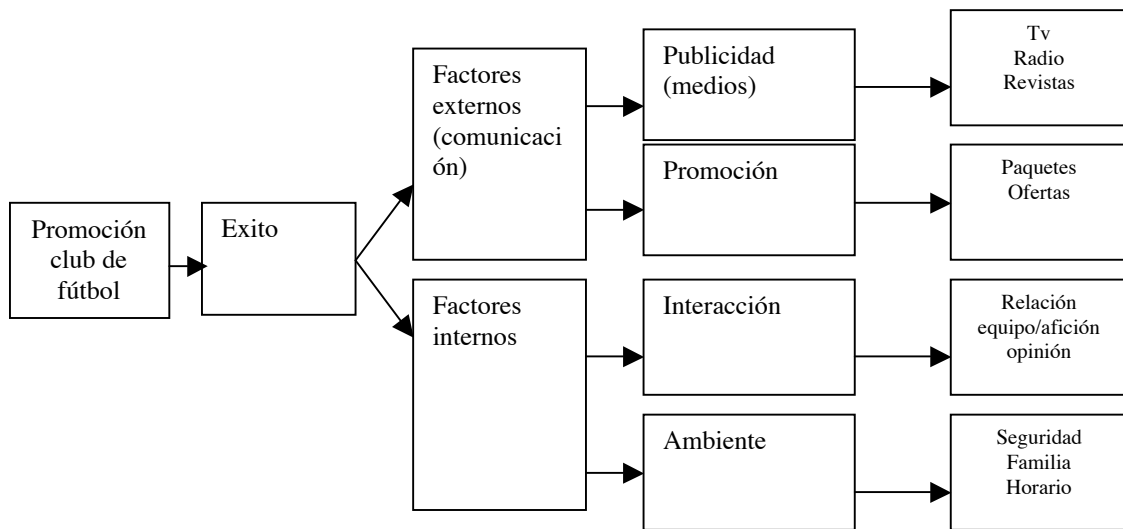 Promoción
club de
fútbol
Exito
Factores
externos
(comunicaci
ón)
Factores
internos
Publicidad
(medios)
Promoción
Interacción
Ambiente
Tv
Radio
Revistas
Paquetes
Ofertas
Relación
equipo/afición
opinión
Seguridad
Familia
Horario